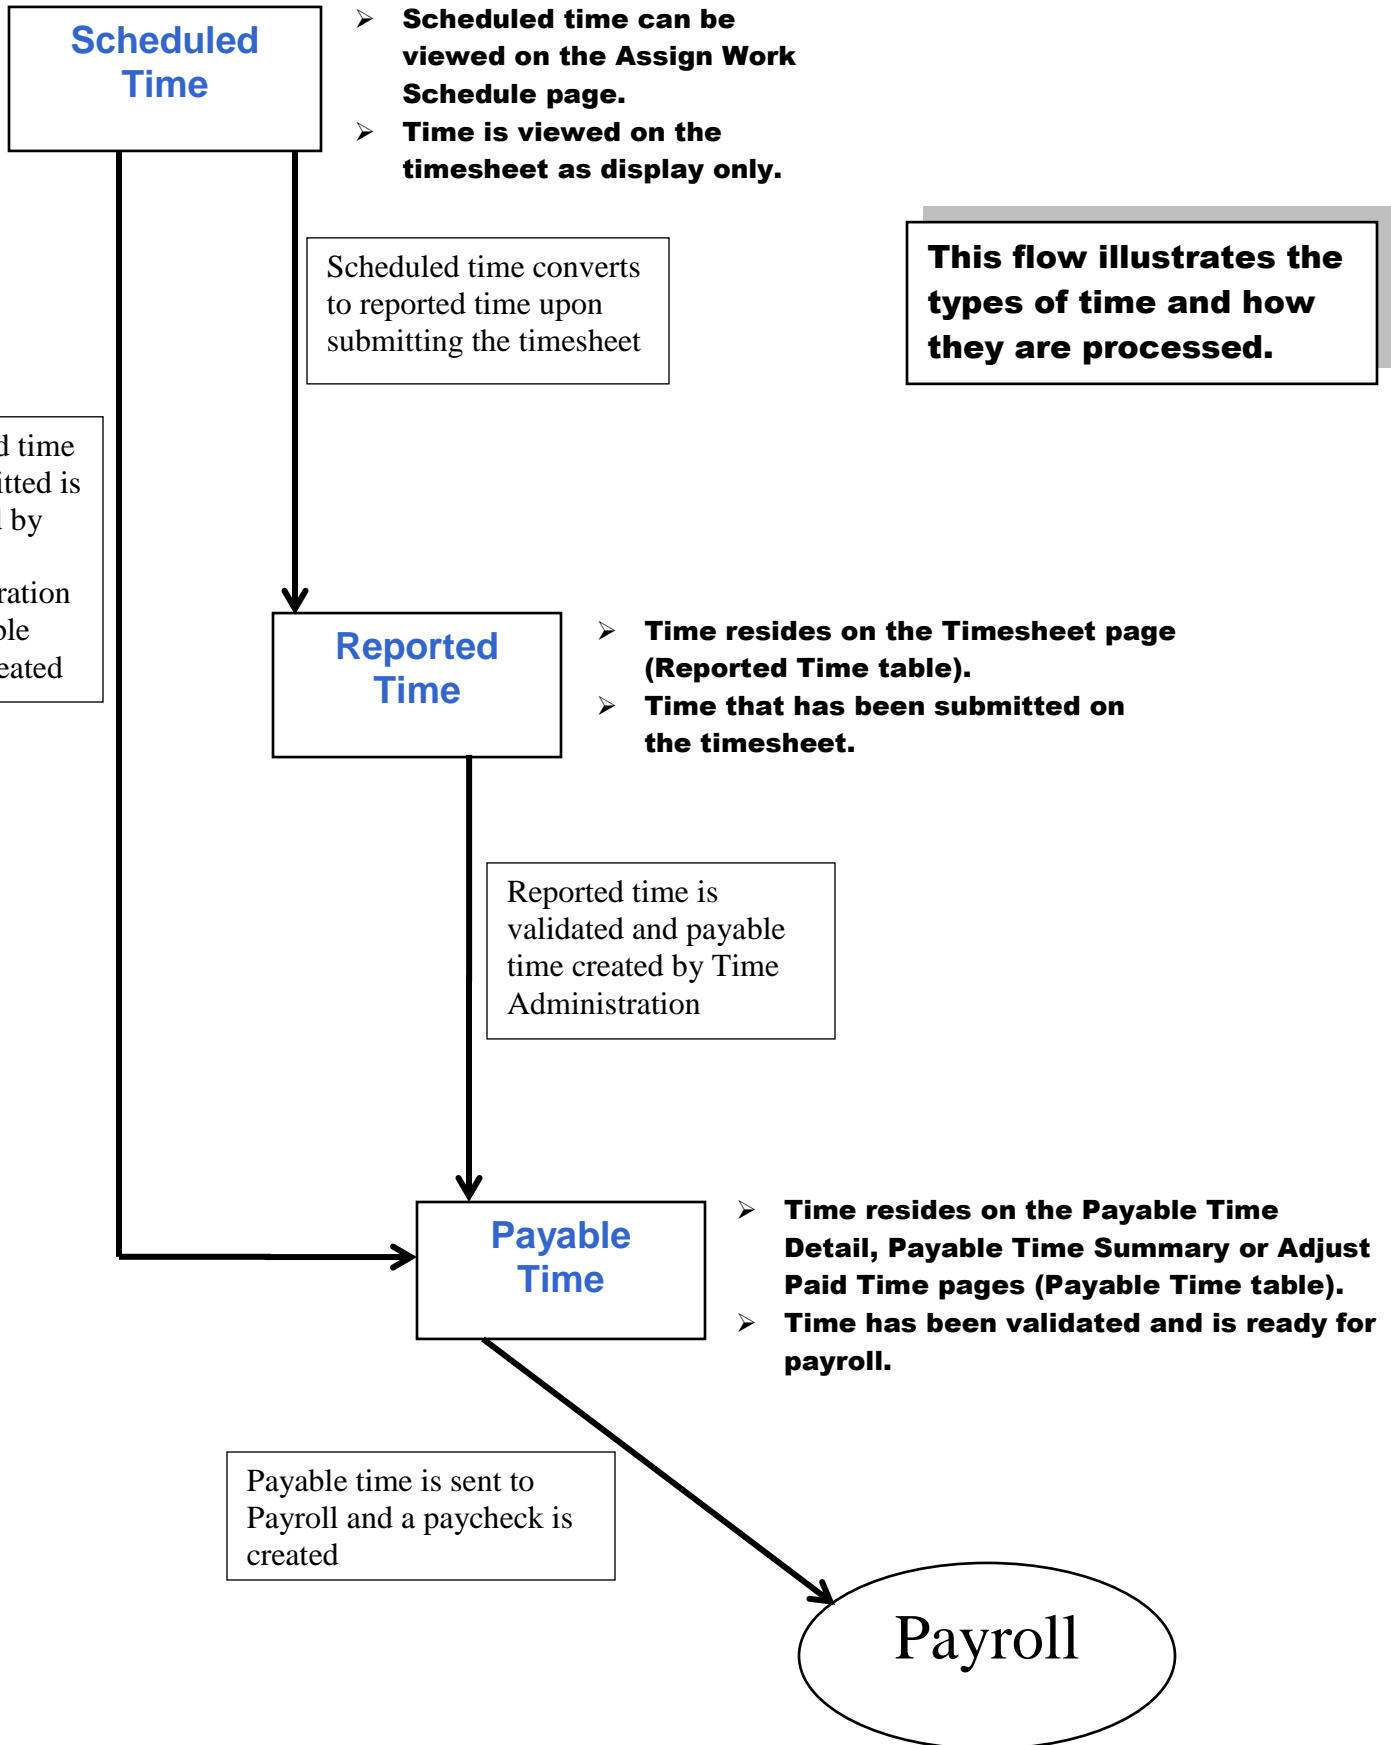 Scheduled
Time
➢ Scheduled time can be
viewed on the Assign Work
Schedule page.
➢ Time is viewed on the
timesheet as display only.
Scheduled time converts
to reported time upon
submitting the timesheet
This flow illustrates the
types of time and how
they are processed.
time
is
by
Reported
Time
➢ Time resides on the Timesheet page
(Reported Time table).
➢ Time that has been submitted on
the timesheet.
Reported time is
validated and payable
time created by Time
Administration
Payable
Time
➢ Time resides on the Payable Time
Detail, Payable Time Summary or Adjust
Paid Time pages (Payable Time table).
➢ Time has been validated and is ready for
payroll.
Payable time is sent to
Payroll and a paycheck is
created
Payroll